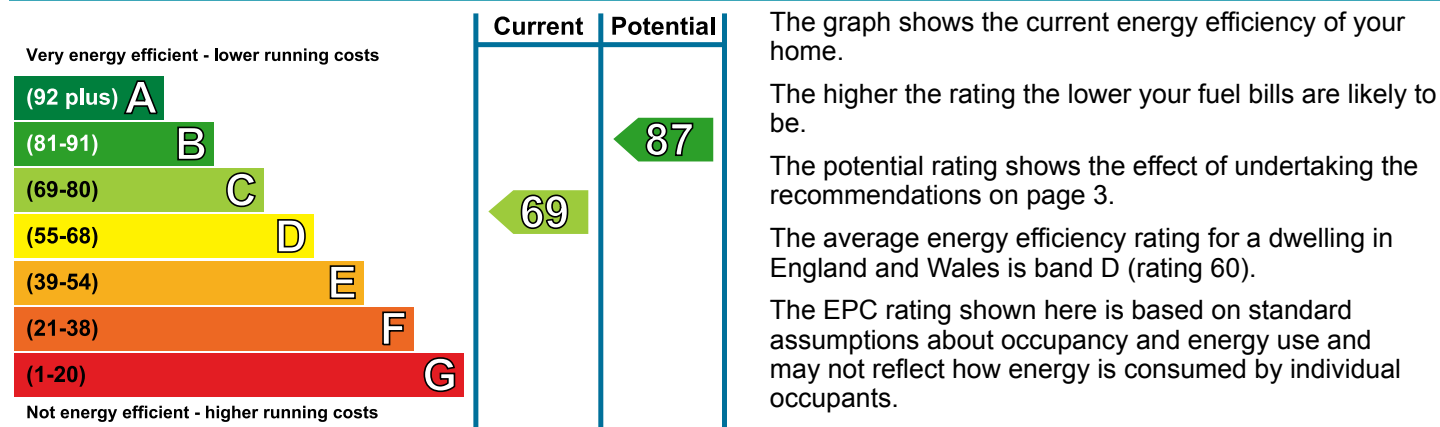 Current Potential
Very energy efficient - lower running costs
(92 plus) A
(81-91) B
87
(69-80) C
69
(55-68) D
(39-54) E
(21-38) F
(1-20) G
Not energy efficient - higher running costs
The graph shows the current energy efficiency of your
home.
The higher the rating the lower your fuel bills are likely to
be.
The potential rating shows the effect of undertaking the
recommendations on page 3.
The average energy efficiency rating for a dwelling in
England and Wales is band D (rating 60).
The EPC rating shown here is based on standard
assumptions about occupancy and energy use and
may not reflect how energy is consumed by individual
occupants.